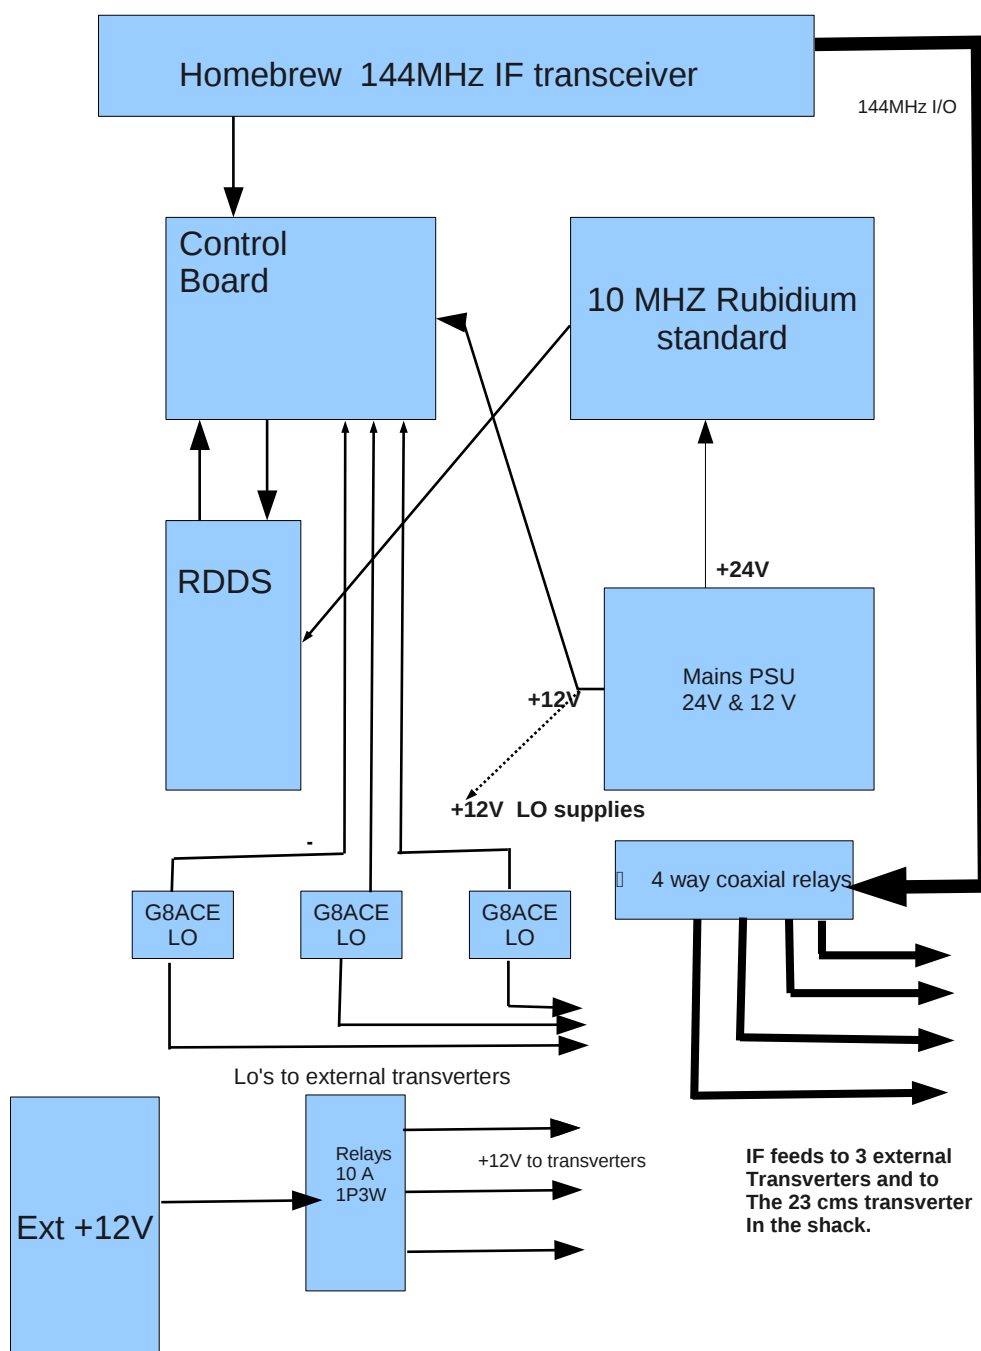 Homebrew  144MHz IF transceiver
144MHz I/O
Control
Board
10 MHZ Rubidium
standard
RDDS
+24V
Mains PSU
24V & 12 V
+12V
+12V  LO supplies
-
4 way coaxial relays
G8ACE
LO
G8ACE
LO
G8ACE
LO
Lo's to external transverters
Relays
10 A
1P3W
+12V to transverters
Ext +12V
IF feeds to 3 external
Transverters and to
The 23 cms transverter
In the shack.